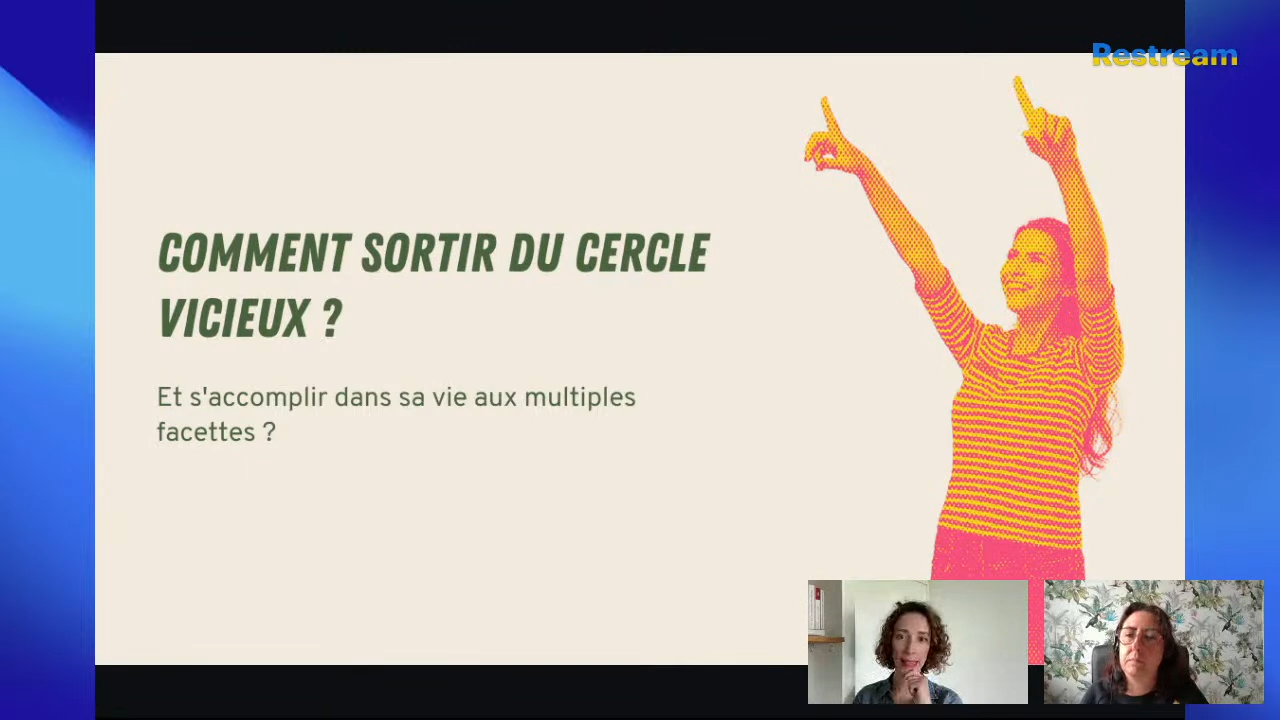 Restream
COMMENT SORTIR DU CERCLE
VICIEUX ?
Et s'accomplir dans sa vie aux multiples
facettes ?